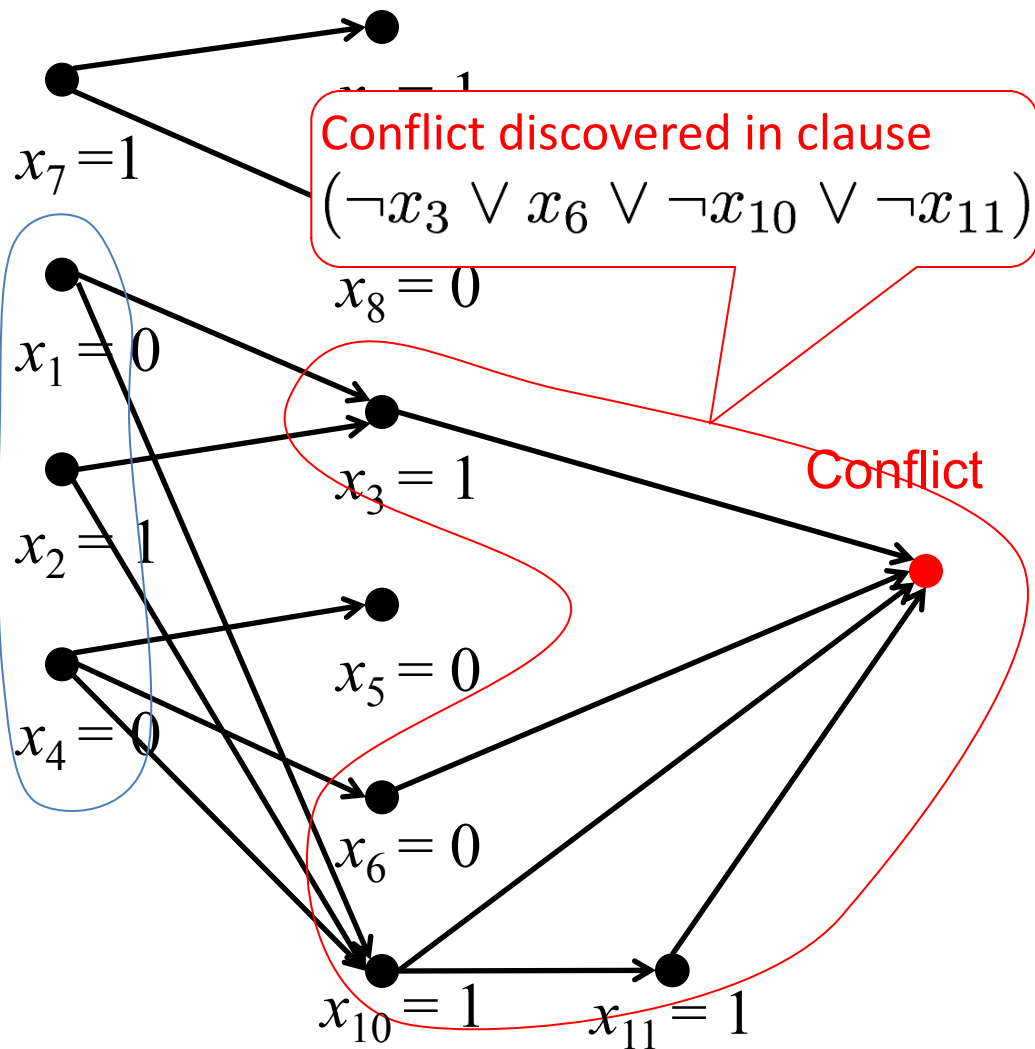 Conflict discovered in clause
(¬x₃ ∨ x₆ ∨ ¬x₁₀ ∨ ¬x₁₁)
x₇ =1
x₈ = 0
x₁ = 0
Conflict
x₃ = 1
x₂ = 1
x₅ = 0
x₄ = 0
x₆ = 0
x₁₀ = 1
x₁₁ = 1